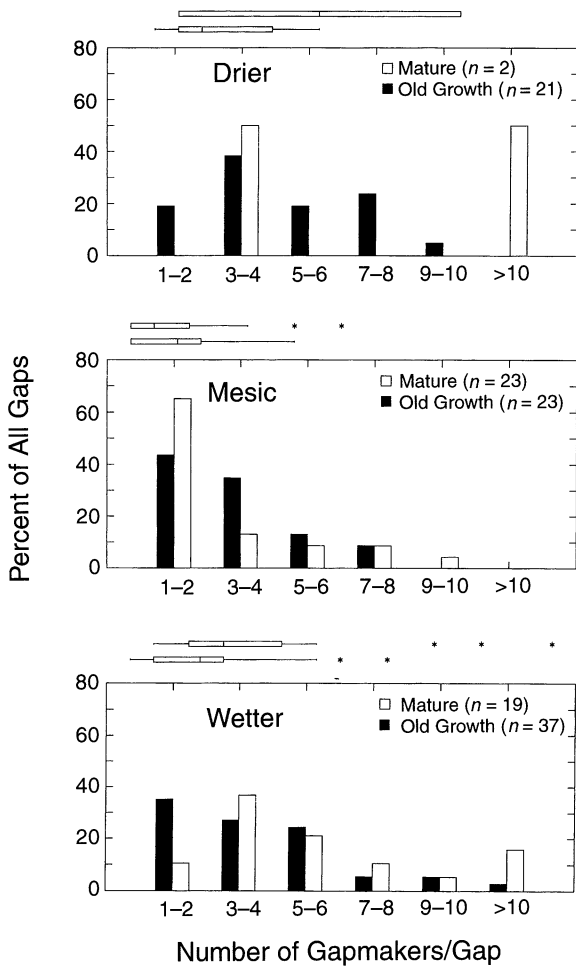 Drier
Mature (n = 2)
Old Growth (n = 21)
80
60
40
20
0
1–2 3–4 5–6 7–8 9–10 >10
Mesic
Mature (n = 23)
Old Growth (n = 23)
80
60
40
20
0
1–2 3–4 5–6 7–8 9–10 >10
Wetter
Mature (n = 19)
Old Growth (n = 37)
80
60
40
20
0
1–2 3–4 5–6 7–8 9–10 >10
Percent of All Gaps
Number of Gapmakers/Gap